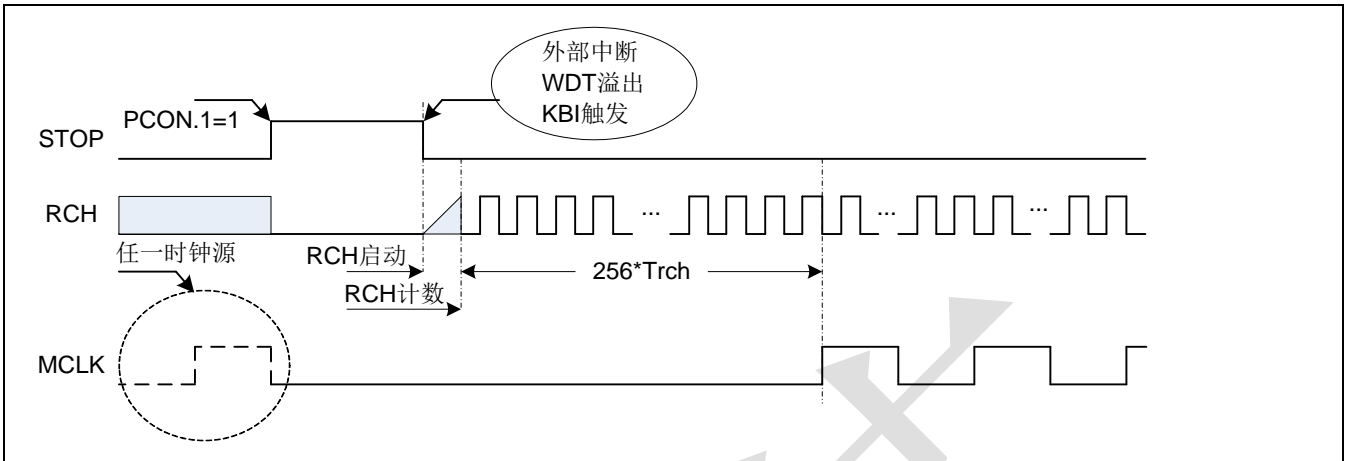 外部中断
WDT溢出
KBI触发
PCON.1=1
STOP
RCH
...
...
...
任一时钟源
RCH启动
256*Trch
RCH计数
MCLK